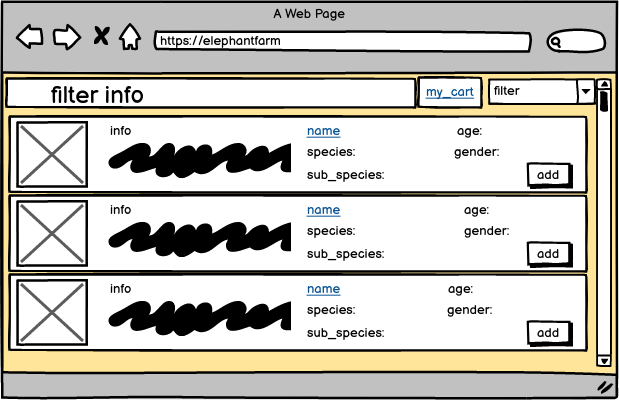 A Web Page
https://elephantfarm
filter info
my_cart
filter
info
name
age:
species:
gender:
sub_species:
add
info
name
age:
species:
gender:
sub_species:
add
info
name
age:
species:
gender:
sub_species:
add